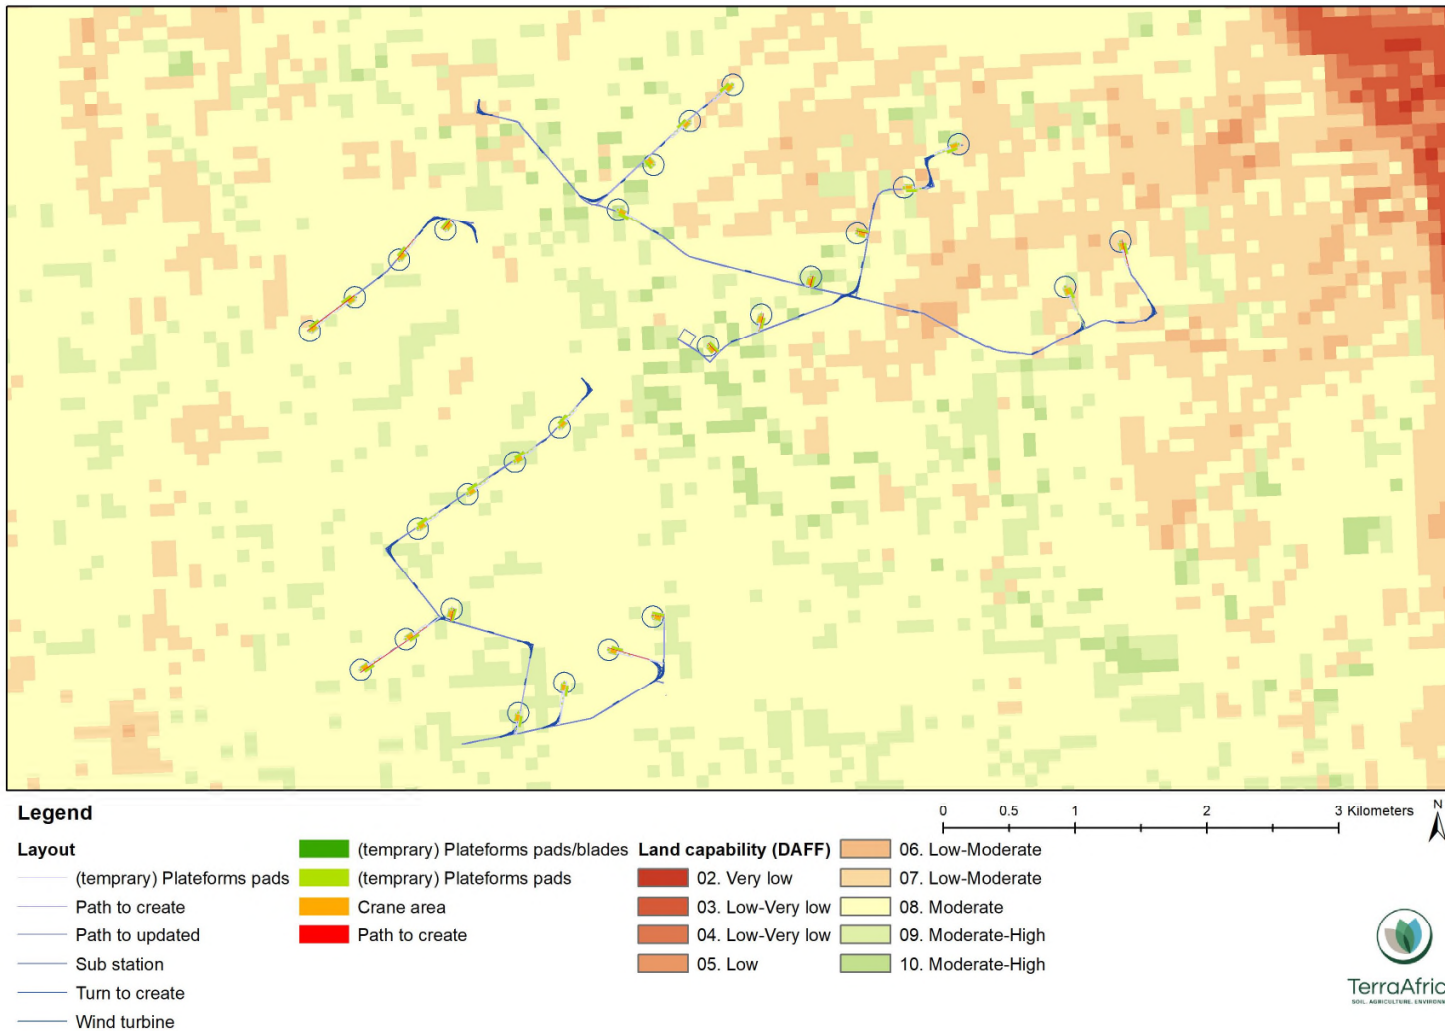 Legend
0 0.5 1 2 3 Kilometers
N
Layout
(temprary) Plateforms pads
Path to create
Path to updated
Sub station
Turn to create
Wind turbine
(temprary) Plateforms pads/blades
(temprary) Plateforms pads
Crane area
Path to create
Land capability (DAFF)
02. Very low
03. Low-Very low
04. Low-Very low
05. Low
06. Low-Moderate
07. Low-Moderate
08. Moderate
09. Moderate-High
10. Moderate-High
TerraAfric
SOIL. AGRICULTURE. ENVIRONM